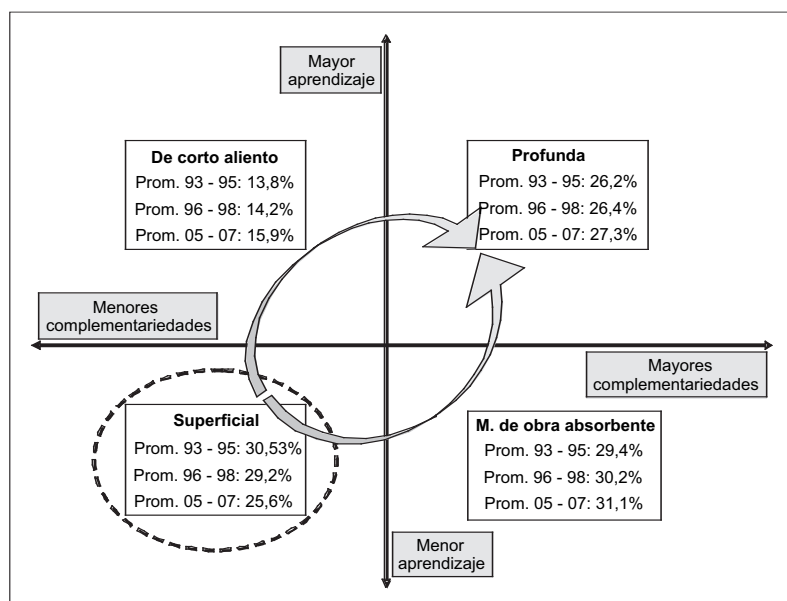 Mayor
aprendizaje
De corto aliento
Prom. 93 - 95: 13,8%
Prom. 96 - 98: 14,2%
Prom. 05 - 07: 15,9%
Profunda
Prom. 93 - 95: 26,2%
Prom. 96 - 98: 26,4%
Prom. 05 - 07: 27,3%
Menores
complementariedades
Mayores
complementariedades
Superficial
Prom. 93 - 95: 30,53%
Prom. 96 - 98: 29,2%
Prom. 05 - 07: 25,6%
M. de obra absorbente
Prom. 93 - 95: 29,4%
Prom. 96 - 98: 30,2%
Prom. 05 - 07: 31,1%
Menor
aprendizaje